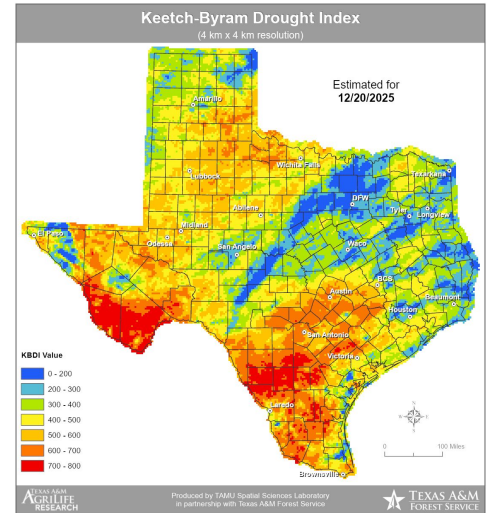 Keetch-Byram Drought Index
(4 km x 4 km resolution)
Estimated for
12/20/2025
Amarillo
Wichita Falls
Texarkana
Lubbock
DFW
Abilene
Tyler
Longview
El Paso
Midland
Odessa
San Angelo
Waco
BCS
Austin
Beaumont
Houston
San Antonio
Victoria
Laredo
Brownsville
KBDI Value
0 - 200
200 - 300
300 - 400
400 - 500
500 - 600
600 - 700
700 - 800
N
0 100 Miles
TEXAS A&M
AGRILIFE
RESEARCH
Produced by TAMU Spatial Sciences Laboratory
in partnership with Texas A&M Forest Service
TEXAS A&M
FOREST SERVICE